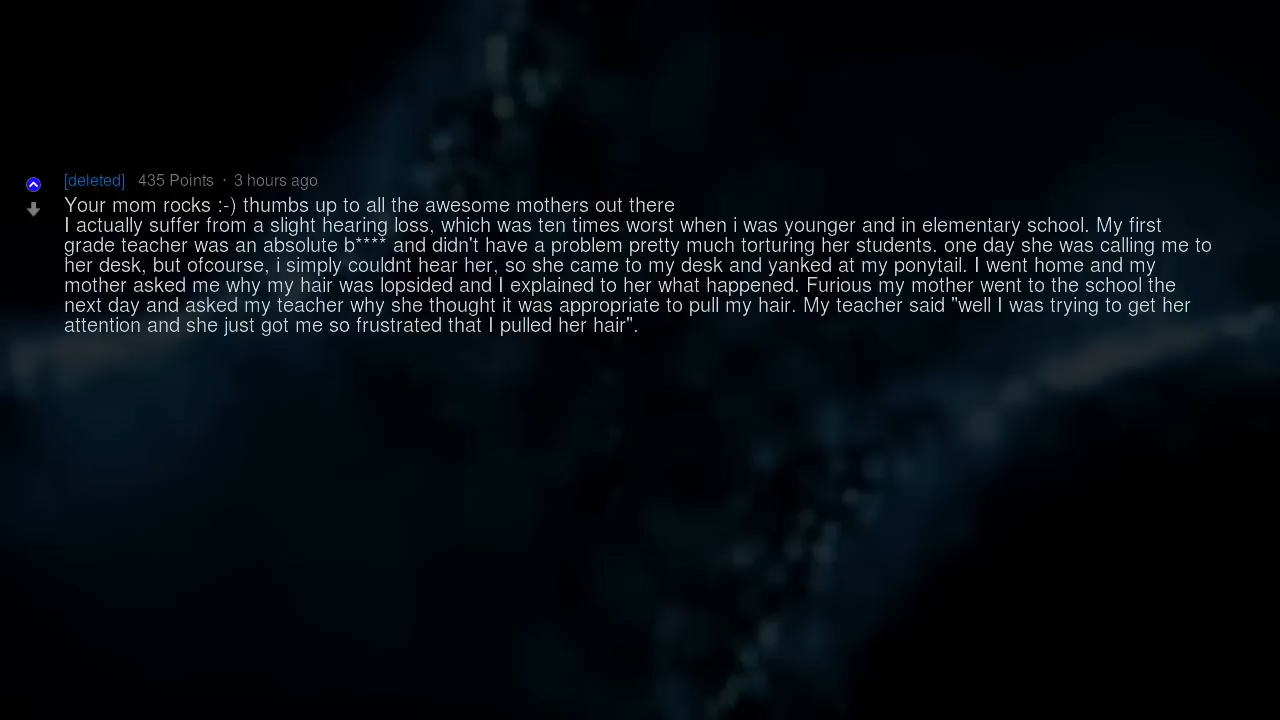 [deleted] 435 Points · 3 hours ago
Your mom rocks :-) thumbs up to all the awesome mothers out there
I actually suffer from a slight hearing loss, which was ten times worst when i was younger and in elementary school. My first
grade teacher was an absolute b**** and didn't have a problem pretty much torturing her students. one day she was calling me to
her desk, but ofcourse, i simply couldnt hear her, so she came to my desk and yanked at my ponytail. I went home and my
mother asked me why my hair was lopsided and I explained to her what happened. Furious my mother went to the school the
next day and asked my teacher why she thought it was appropriate to pull my hair. My teacher said "well I was trying to get her
attention and she just got me so frustrated that I pulled her hair".